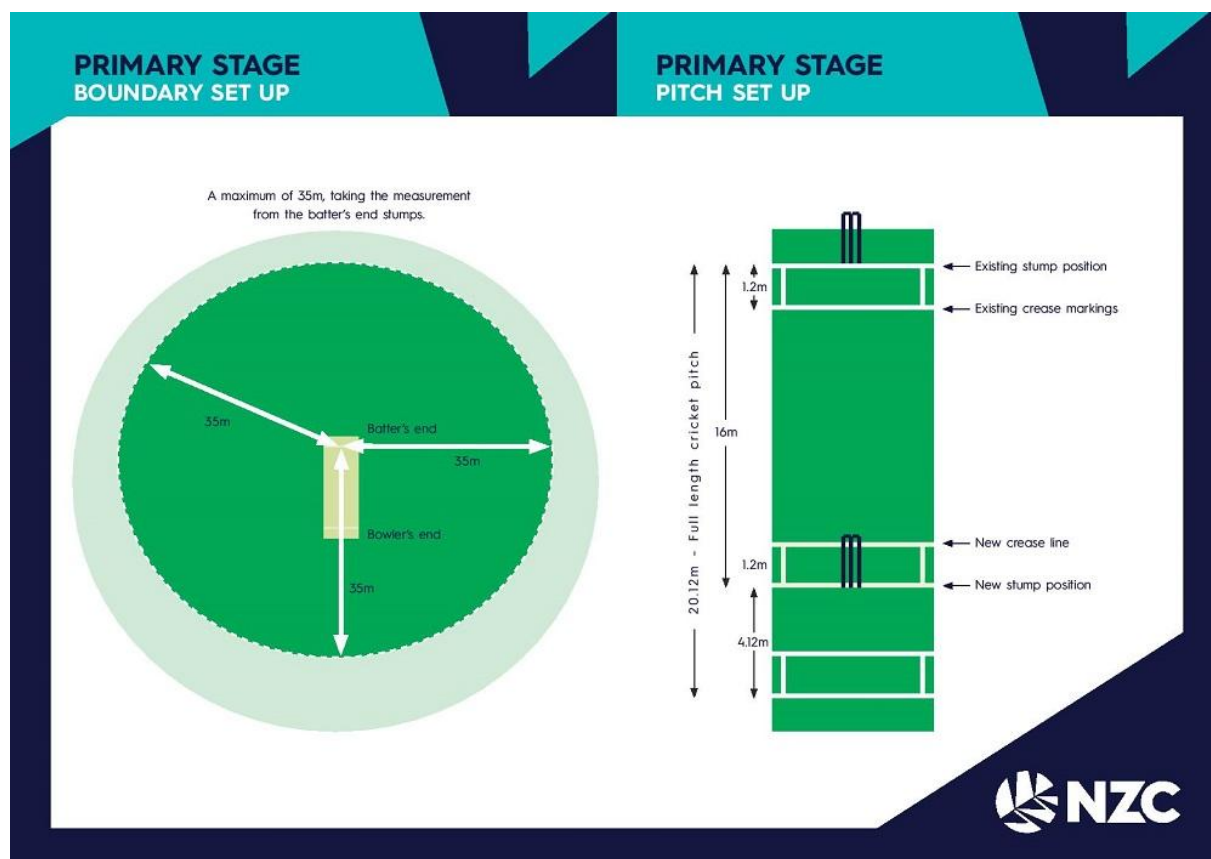 PRIMARY STAGE
BOUNDARY SET UP
A maximum of 35m, taking the measurement
from the batter's end stumps.
35m
Batter's end
35m
Bowler's end
35m
PRIMARY STAGE
PITCH SET UP
Existing stump position
1.2m
Existing crease markings
20.12m - Full length cricket pitch
16m
New crease line
1.2m
New stump position
4.12m
NZC